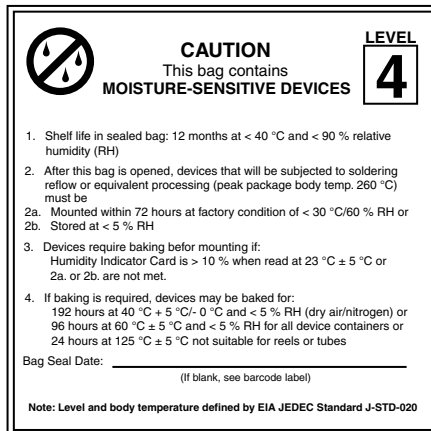 LEVEL
4
CAUTION
This bag contains
MOISTURE-SENSITIVE DEVICES
1. Shelf life in sealed bag: 12 months at < 40 °C and < 90 % relative
humidity (RH)
2. After this bag is opened, devices that will be subjected to soldering
reflow or equivalent processing (peak package body temp. 260 °C)
must be
2a. Mounted within 72 hours at factory condition of < 30 °C/60 % RH or
2b. Stored at < 5 % RH
3. Devices require baking befor mounting if:
Humidity Indicator Card is > 10 % when read at 23 °C ± 5 °C or
2a. or 2b. are not met.
4. If baking is required, devices may be baked for:
192 hours at 40 °C + 5 °C/- 0 °C and < 5 % RH (dry air/nitrogen) or
96 hours at 60 °C ± 5 °C and < 5 % RH for all device containers or
24 hours at 125 °C ± 5 °C not suitable for reels or tubes
Bag Seal Date:
(If blank, see barcode label)
Note: Level and body temperature defined by EIA JEDEC Standard J-STD-020